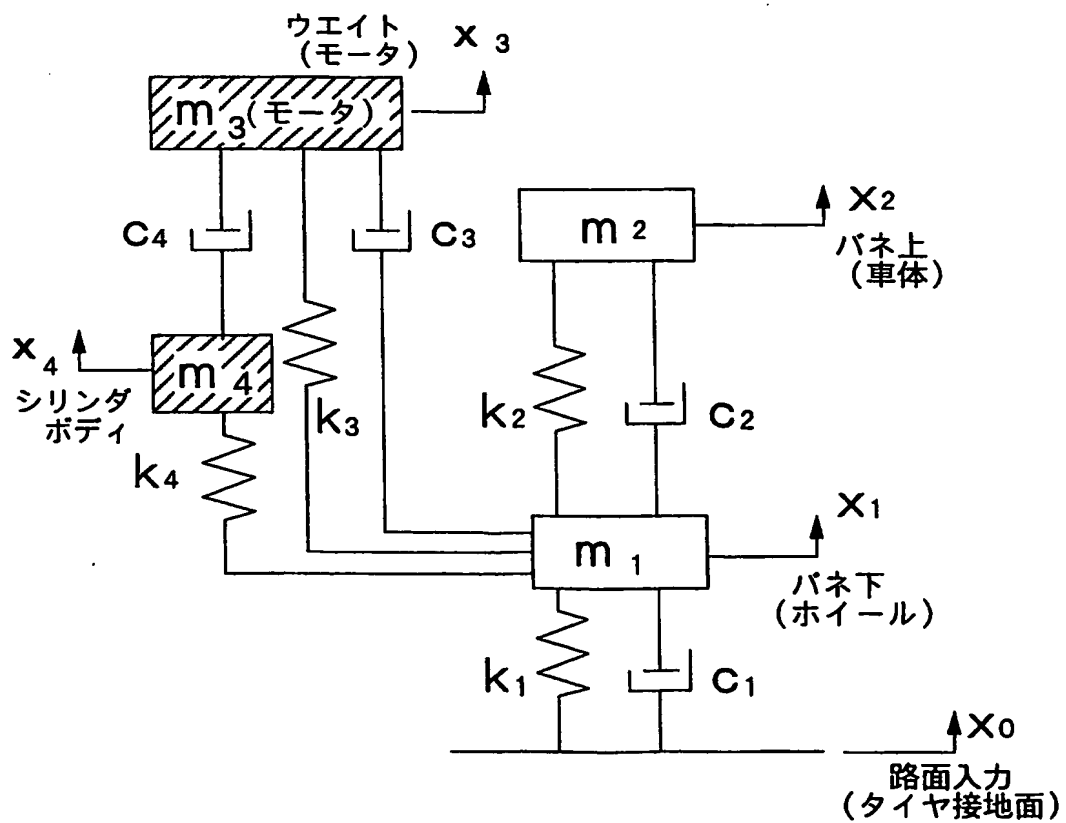 ウエイト
(モータ)
x 3
m 3(モータ)
c4
c3
m 2
x2
バネ上
(車体)
x 4
シリンダ
ボディ
m 4
k3
k4
k2
c2
m 1
x1
バネ下
(ホイール)
k1
c1
x0
路面入力
(タイヤ接地面)